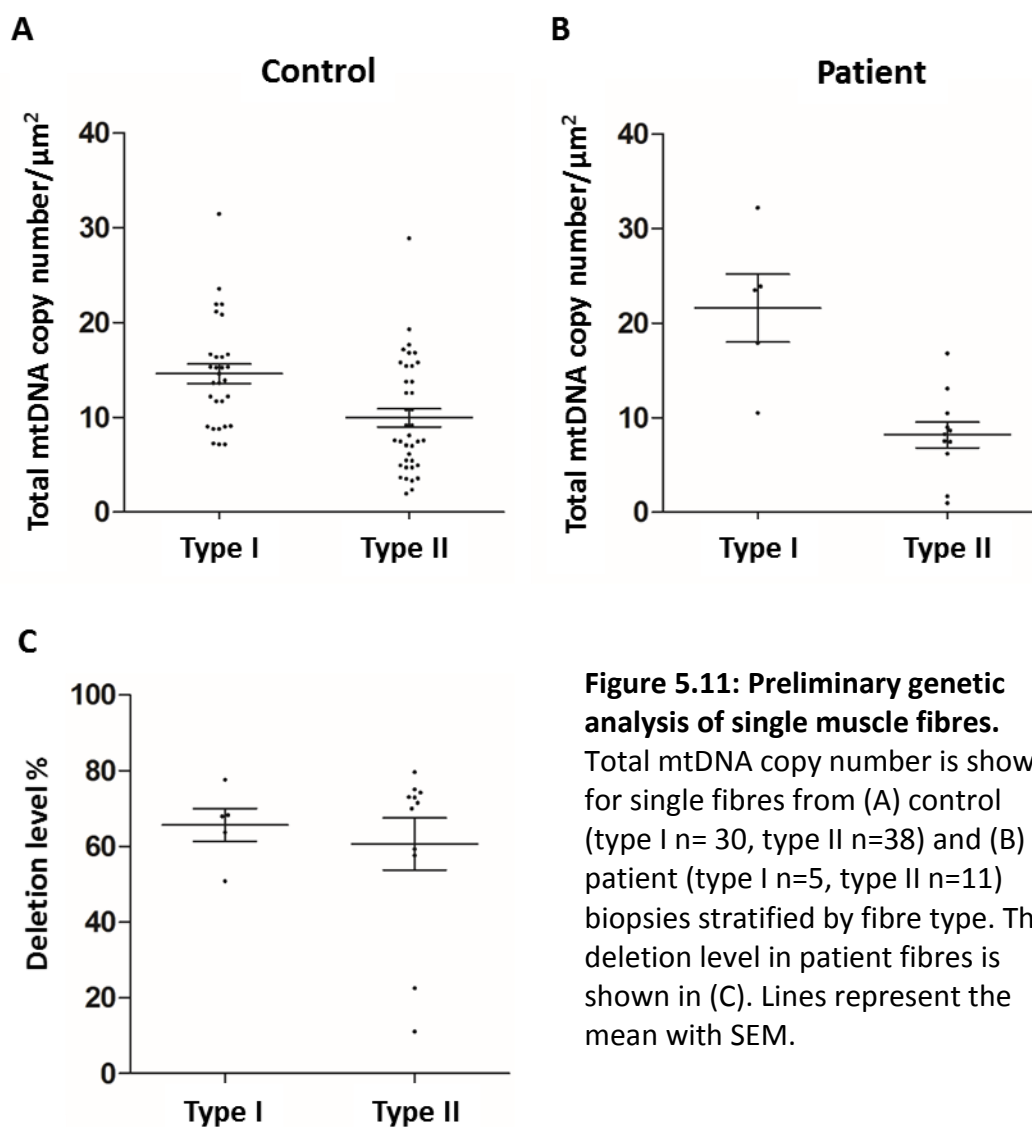 A
Control
Total mtDNA copy number/µm²
40
30
20
10
0
Type I Type II
B
Patient
Total mtDNA copy number/µm²
40
30
20
10
0
Type I Type II
C
Deletion level%
100
80
60
40
20
0
Type I Type II
Figure 5.11: Preliminary genetic
analysis of single muscle fibres.
Total mtDNA copy number is show
for single fibres from (A) control
(type I n= 30, type II n=38) and (B)
patient (type I n=5, type II n=11)
biopsies stratified by fibre type. Th
deletion level in patient fibres is
shown in (C). Lines represent the
mean with SEM.